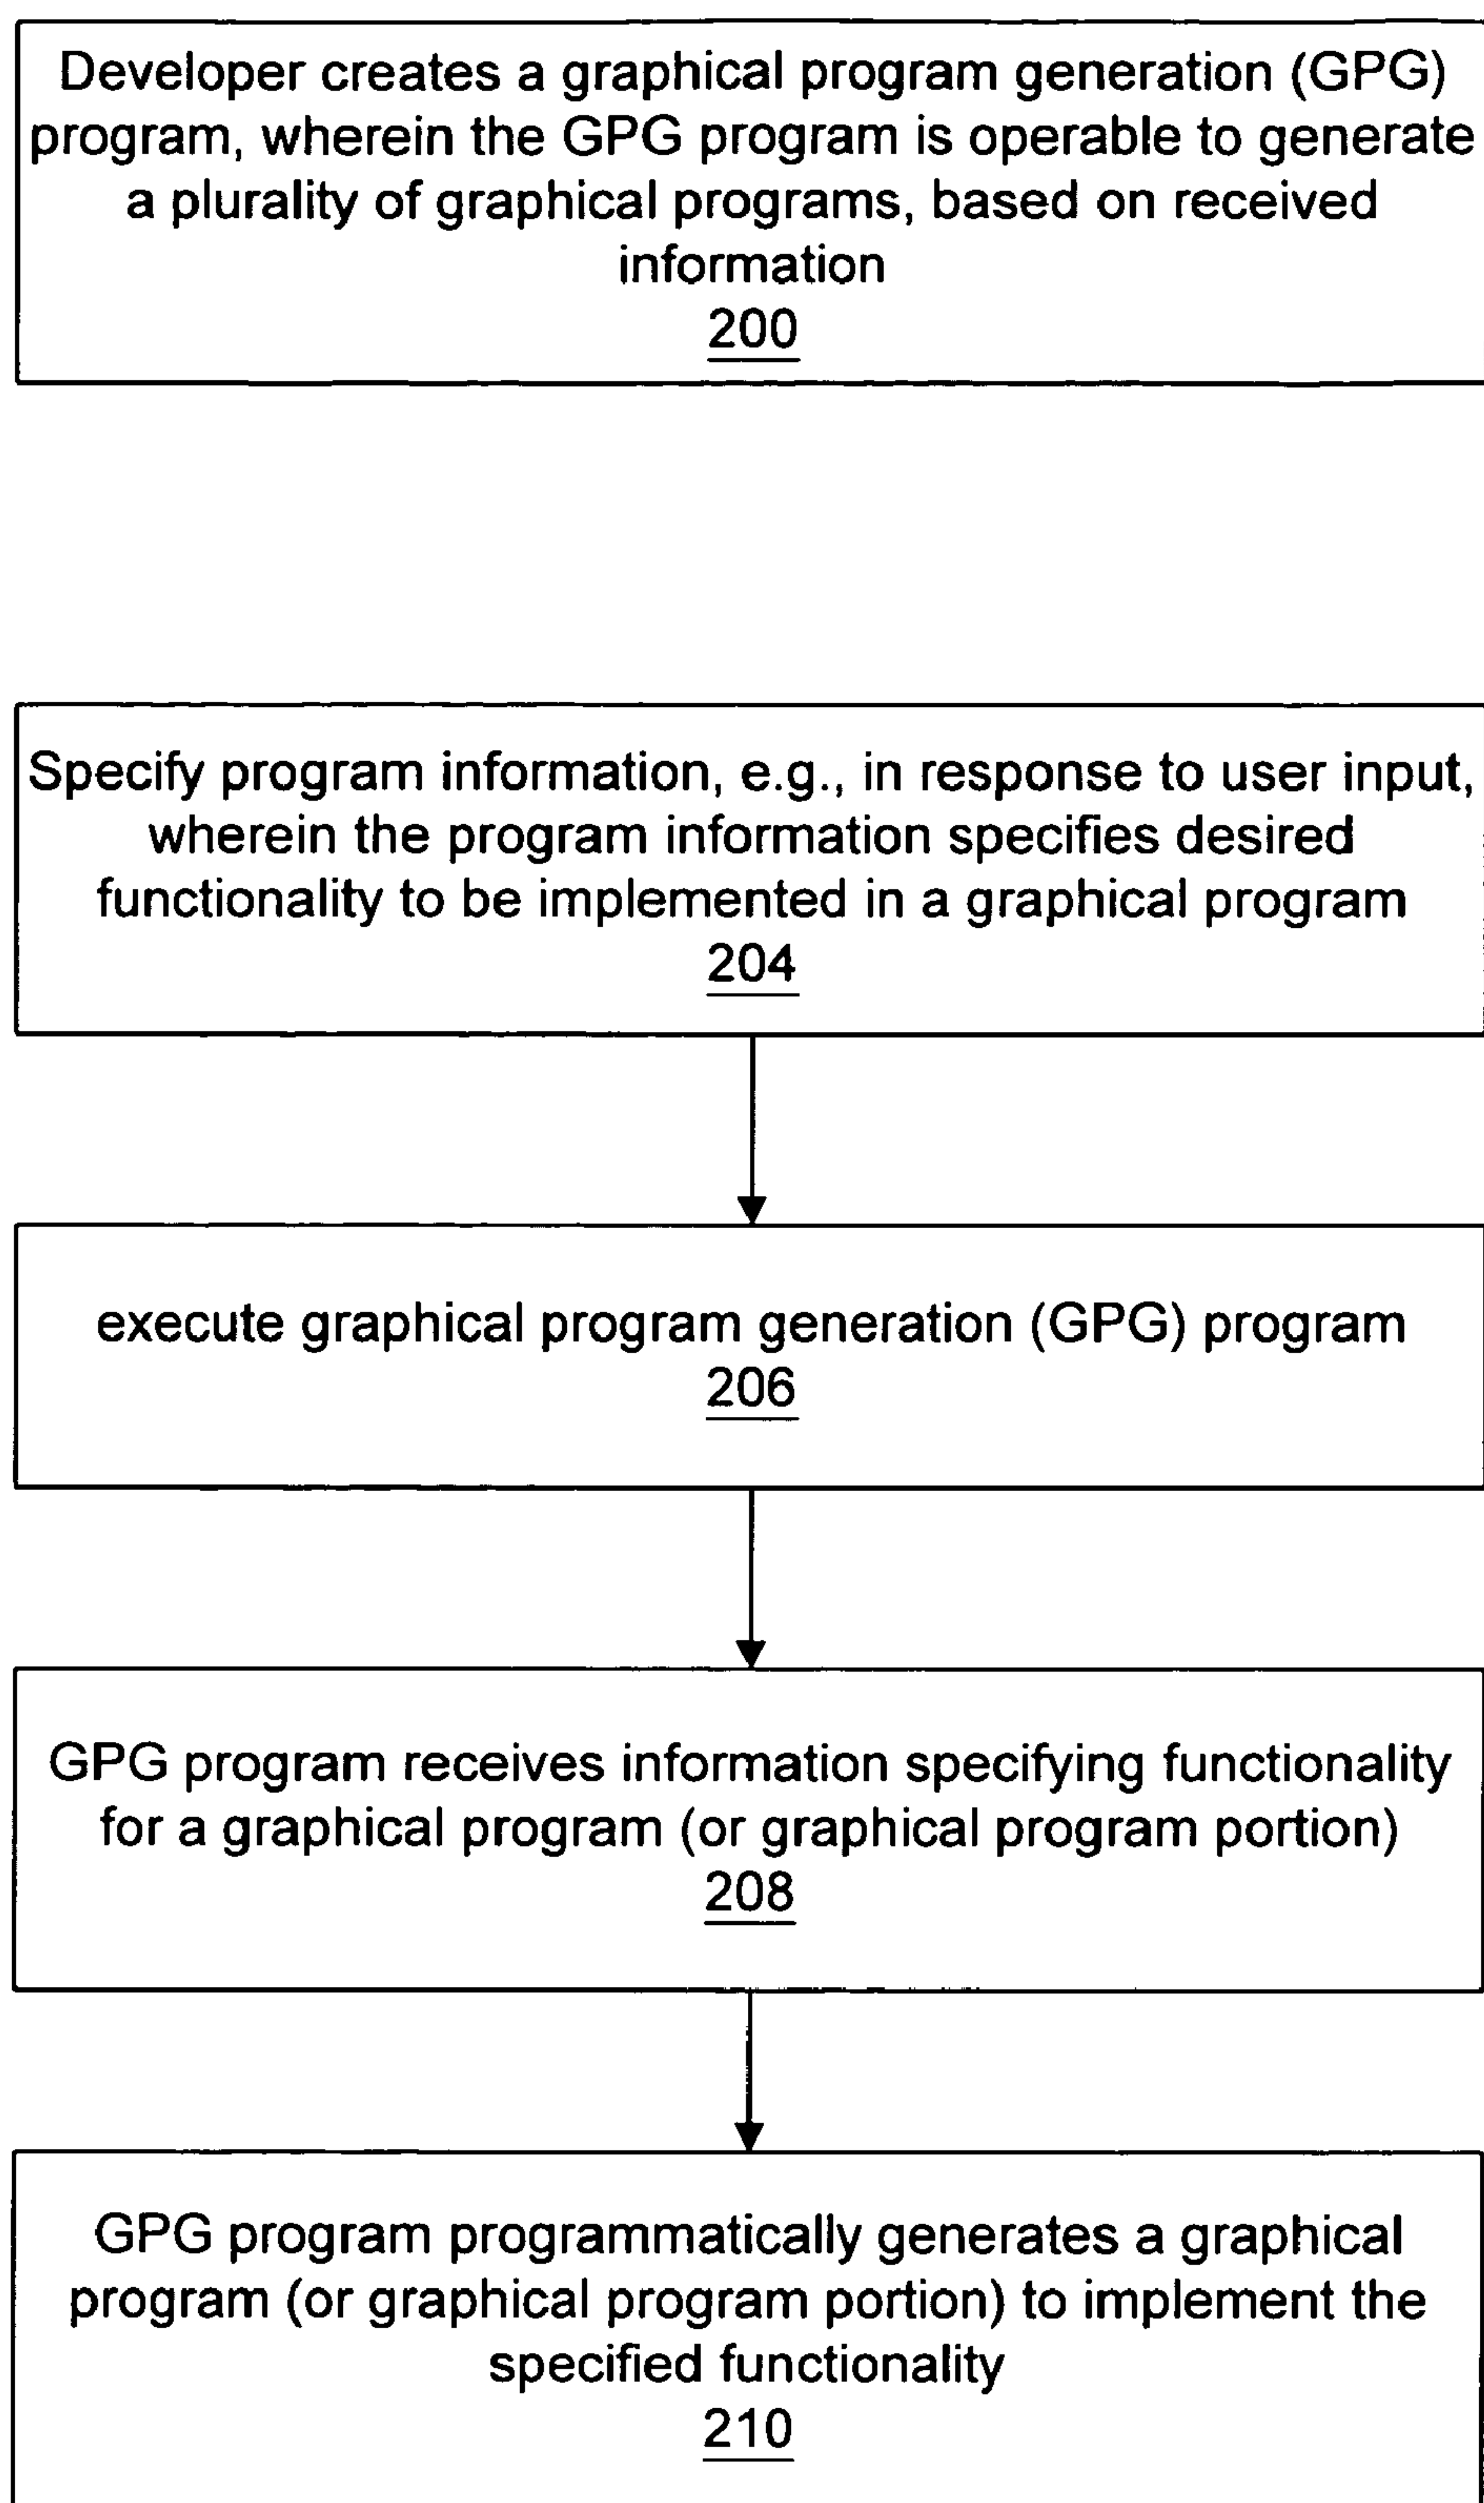 Developer creates a graphical program generation (GPG)
program, wherein the GPG program is operable to generate
a plurality of graphical programs, based on received
information
200
Specify program information, e.g., in response to user input,
wherein the program information specifies desired
functionality to be implemented in a graphical program
204
execute graphical program generation (GPG) program
206
GPG program receives information specifying functionality
for a graphical program (or graphical program portion)
208
GPG program programmatically generates a graphical
program (or graphical program portion) to implement the
specified functionality
210